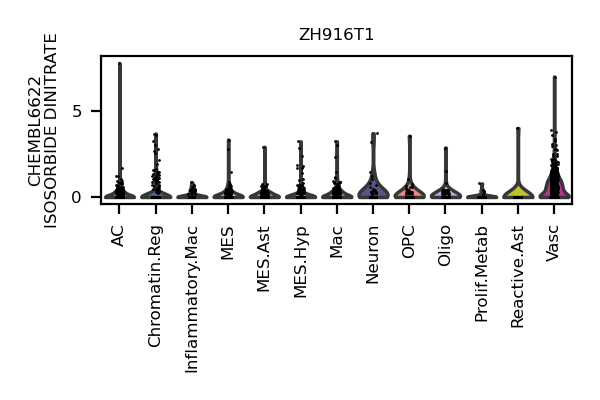 ZH916T1
CHEMBL6622
ISOSORBIDE DINITRATE
5
0
AC
Chromatin.Reg
Inflammatory.Mac
MES
MES.Ast
MES.Hyp
Mac
Neuron
OPC
Oligo
Prolif.Metab
Reactive.Ast
Vasc